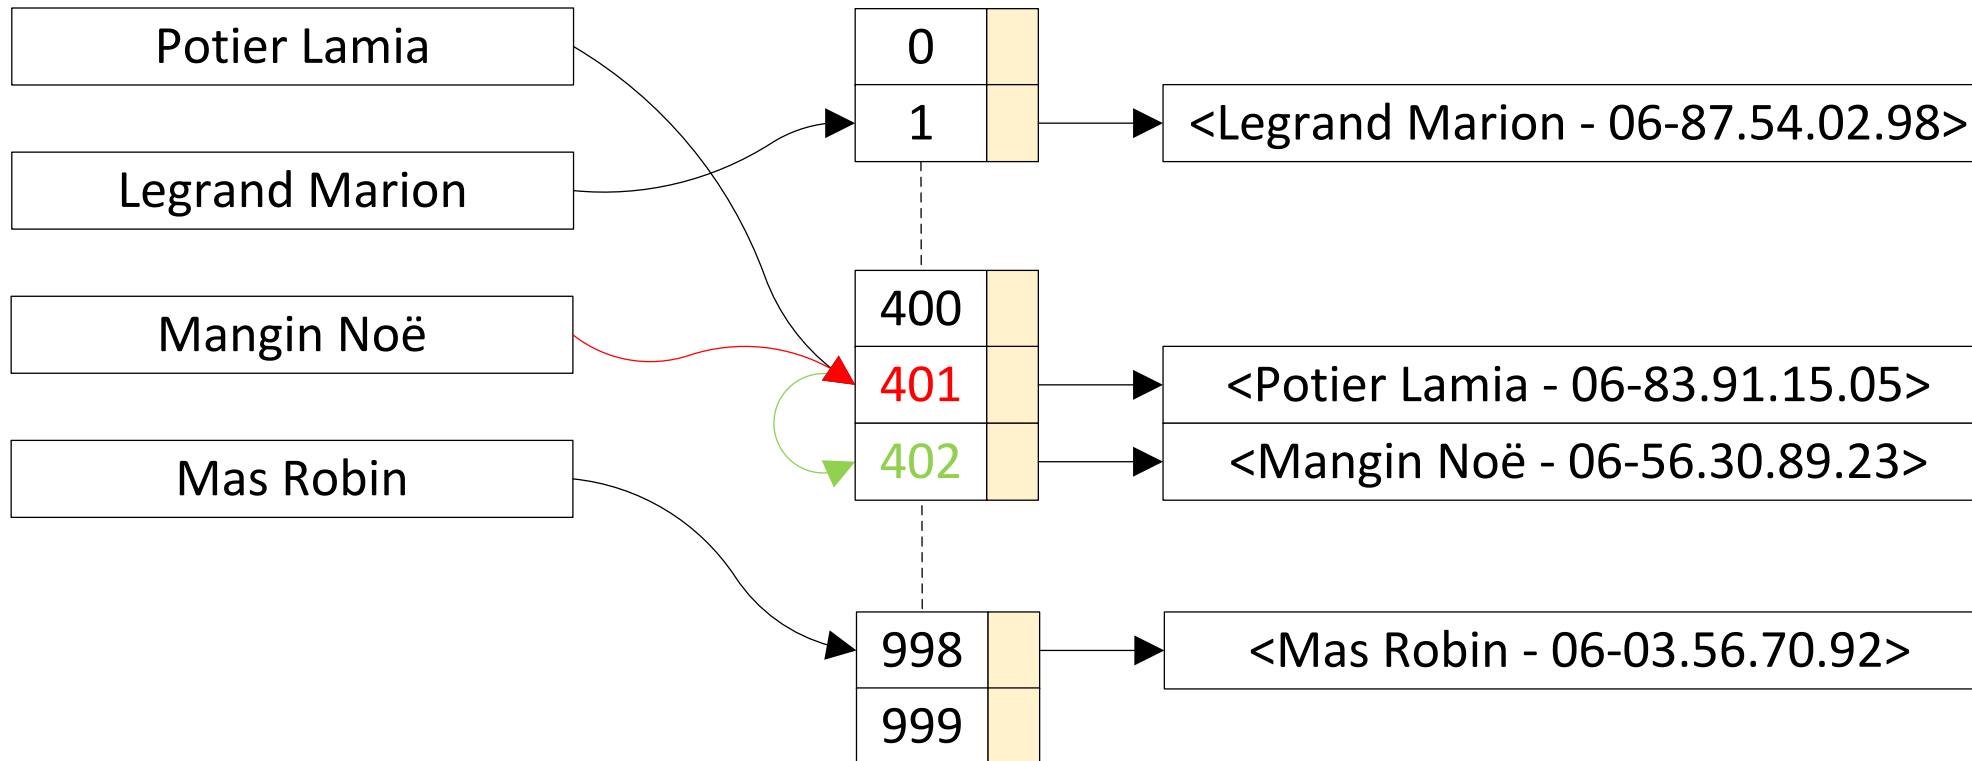 Potier Lamia
Legrand Marion
Mangin Noë
Mas Robin
0
1
400
401
402
998
999
<Legrand Marion - 06-87.54.02.98>
<Potier Lamia - 06-83.91.15.05>
<Mangin Noë - 06-56.30.89.23>
<Mas Robin - 06-03.56.70.92>